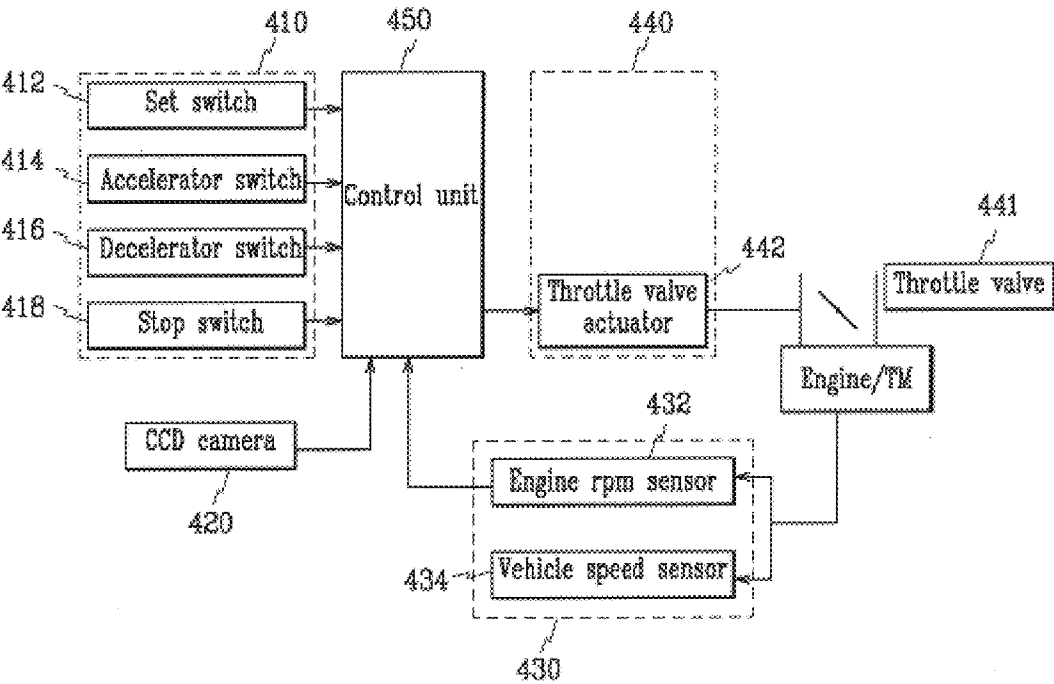 410
450
440
412
Set switch
414
Accelerator switch
Control unit
416
Decelerator switch
441
Throttle valve
442
Throttle valve
actuator
418
Stop switch
Engine/TM
432
CCD camera
Engine rpm sensor
420
434
Vehicle speed sensor
430